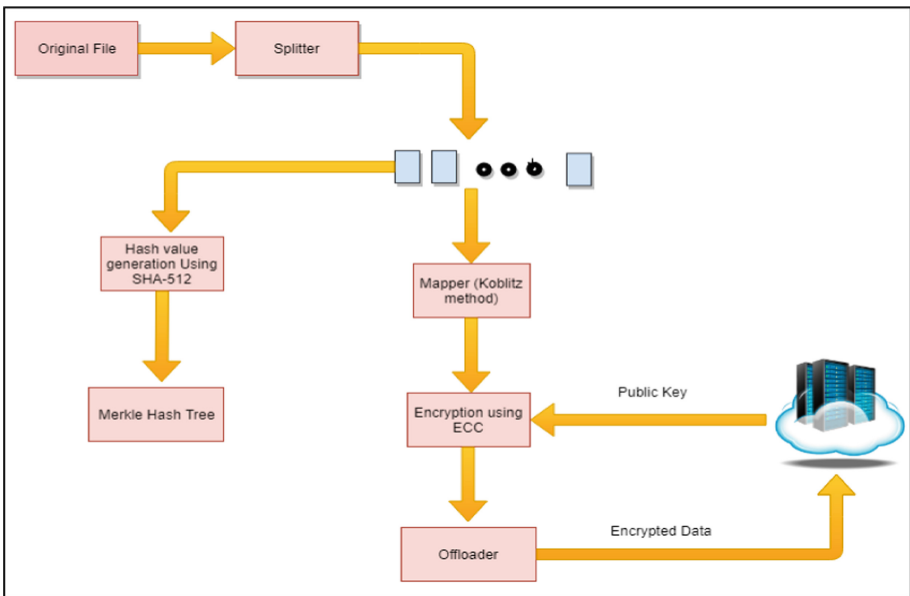 Original File
Splitter
Hash value
generation Using
SHA-512
Mapper (Koblitz
method)
Merkle Hash Tree
Encryption using
ECC
Public Key
Offloader
Encrypted Data